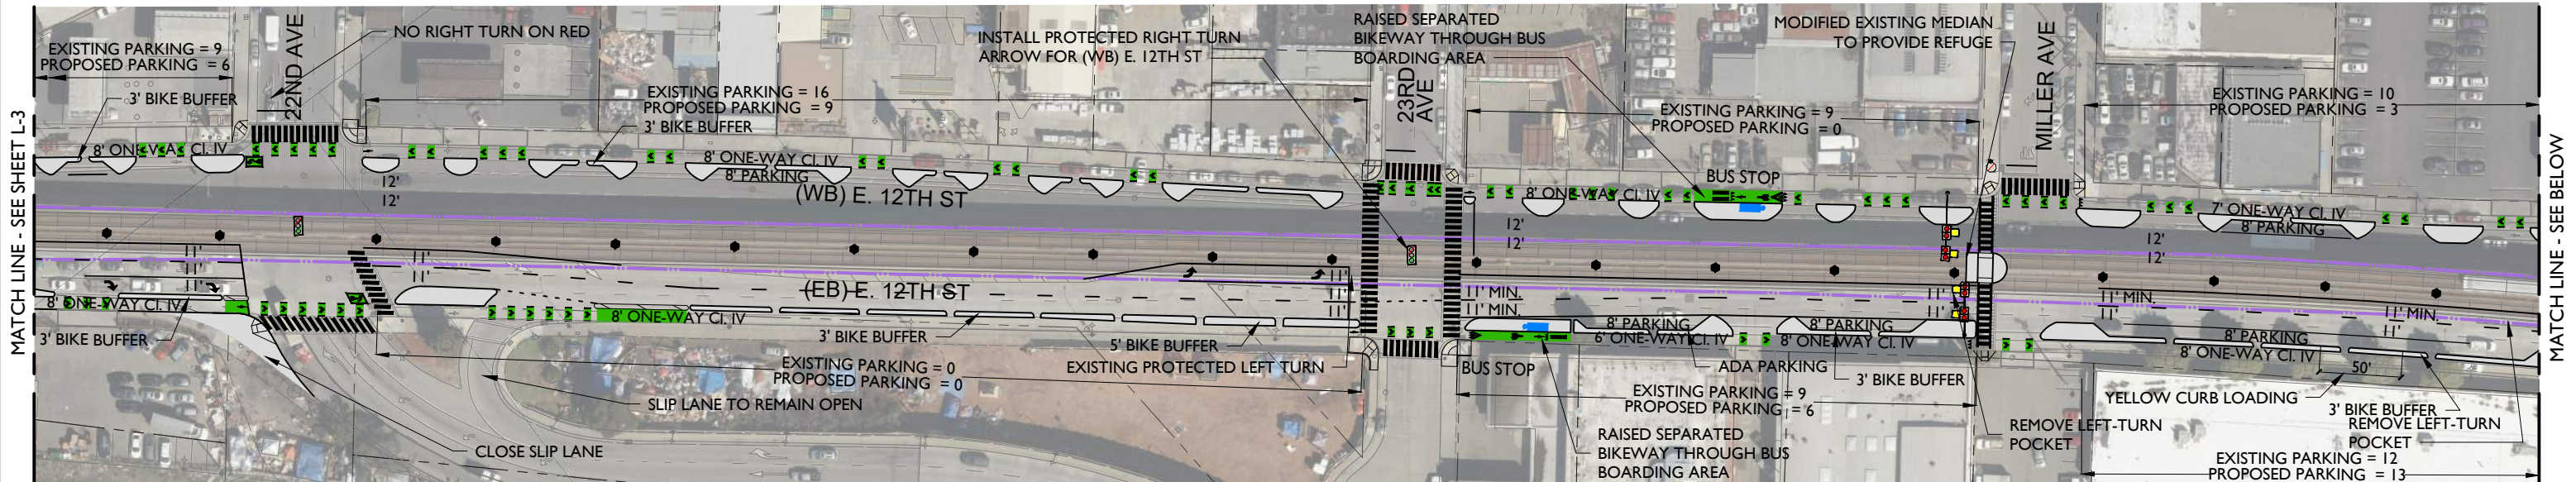 MATCH LINE - SEE SHEET L-3
EXISTING PARKING = 9
PROPOSED PARKING = 6
3' BIKE BUFFER
8' ONE-WAY Cl. IV
22ND AVE
NO RIGHT TURN ON RED
EXISTING PARKING = 16
PROPOSED PARKING = 9
3' BIKE BUFFER
8' ONE-WAY Cl. IV
8' PARKING
12'
12'
(WB) E. 12TH ST
INSTALL PROTECTED RIGHT TURN
ARROW FOR (WB) E. 12TH ST
RAISED SEPARATED
BIKEWAY THROUGH BUS
BOARDING AREA
23RD
AVE
EXISTING PARKING = 9
PROPOSED PARKING = 0
BUS STOP
8' ONE-WAY Cl. IV
12'
12'
MODIFIED EXISTING MEDIAN
TO PROVIDE REFUGE
MILLER AVE
EXISTING PARKING = 10
PROPOSED PARKING = 3
7' ONE-WAY Cl. IV
8' PARKING
12'
12'
MATCH LINE - SEE BELOW
11'
11'
8' ONE-WAY Cl. IV
3' BIKE BUFFER
11'
11'
(EB) E. 12TH ST
8' ONE-WAY Cl. IV
3' BIKE BUFFER
5' BIKE BUFFER
11'
11'
11'
EXISTING PARKING = 0
PROPOSED PARKING = 0
EXISTING PROTECTED LEFT TURN
SLIP LANE TO REMAIN OPEN
CLOSE SLIP LANE
11' MIN.
11' MIN.
BUS STOP
8' PARKING
6' ONE-WAY Cl. IV
8' PARKING
8' ONE-WAY Cl. IV
11'
11'
ADA PARKING
3' BIKE BUFFER
EXISTING PARKING = 9
PROPOSED PARKING = 6
RAISED SEPARATED
BIKEWAY THROUGH BUS
BOARDING AREA
REMOVE LEFT-TURN
POCKET
11' MIN.
11'
11' MIN.
11'
8' PARKING
8' ONE-WAY Cl. IV
50'
YELLOW CURB LOADING
3' BIKE BUFFER
REMOVE LEFT-TURN
POCKET
EXISTING PARKING = 12
PROPOSED PARKING = 13